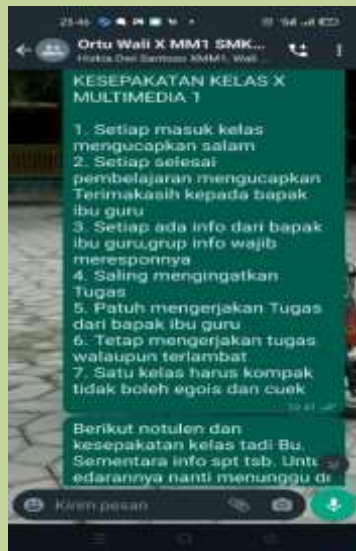 23.46
Ortu Wali X MM1 SMK...
KESEPAKATAN KELAS X
MULTIMEDIA 1
1. Setiap masuk kelas
mengucapkan salam
2. Setiap selesai
pembelajaran mengucapkan
Terimakasih kepada bapak
ibu guru
3. Setiap ada info dari bapak
ibu guru,grup info wajib
meresponnya
4. Saling mengingatkan
Tugas
5. Patuh mengerjakan Tugas
dari bapak ibu guru
6. Tetap mengerjakan tugas
walaupun terlambat
7. Satu kelas harus kompak
tidak boleh egois dan cuek
Berikut notulen dan
kesepakatan kelas tadi Bu.
Sementara info spt tsb. Untu
edarannya nanti menunggu
Kirim pesan